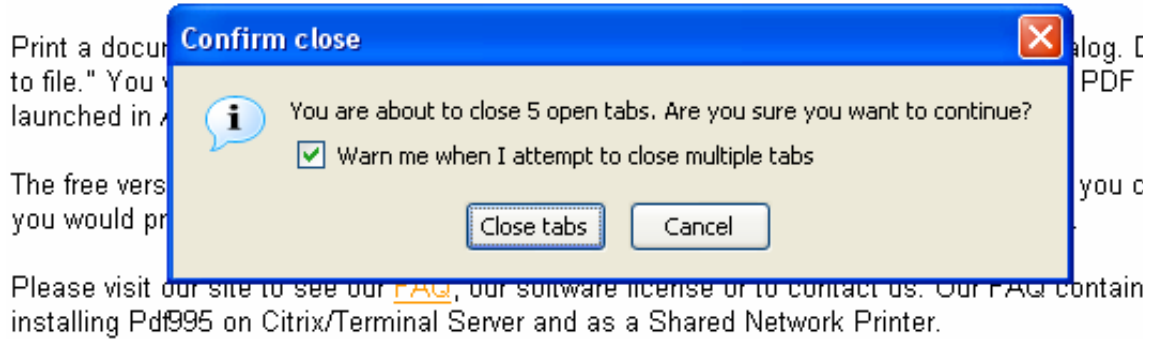 Confirm close
Print a
alog.
to file." You
PDF
You are about to close 5 open tabs. Are you sure you want to continue?
launched in
Warn me when I attempt to close multiple tabs
The free
you
you would
Close tabs
Cancel
Please visit our site to see our FAQ, our software license or to contact us. Our FAQ contain
installing Pdf995 on Citrix/Terminal Server and as a Shared Network Printer.